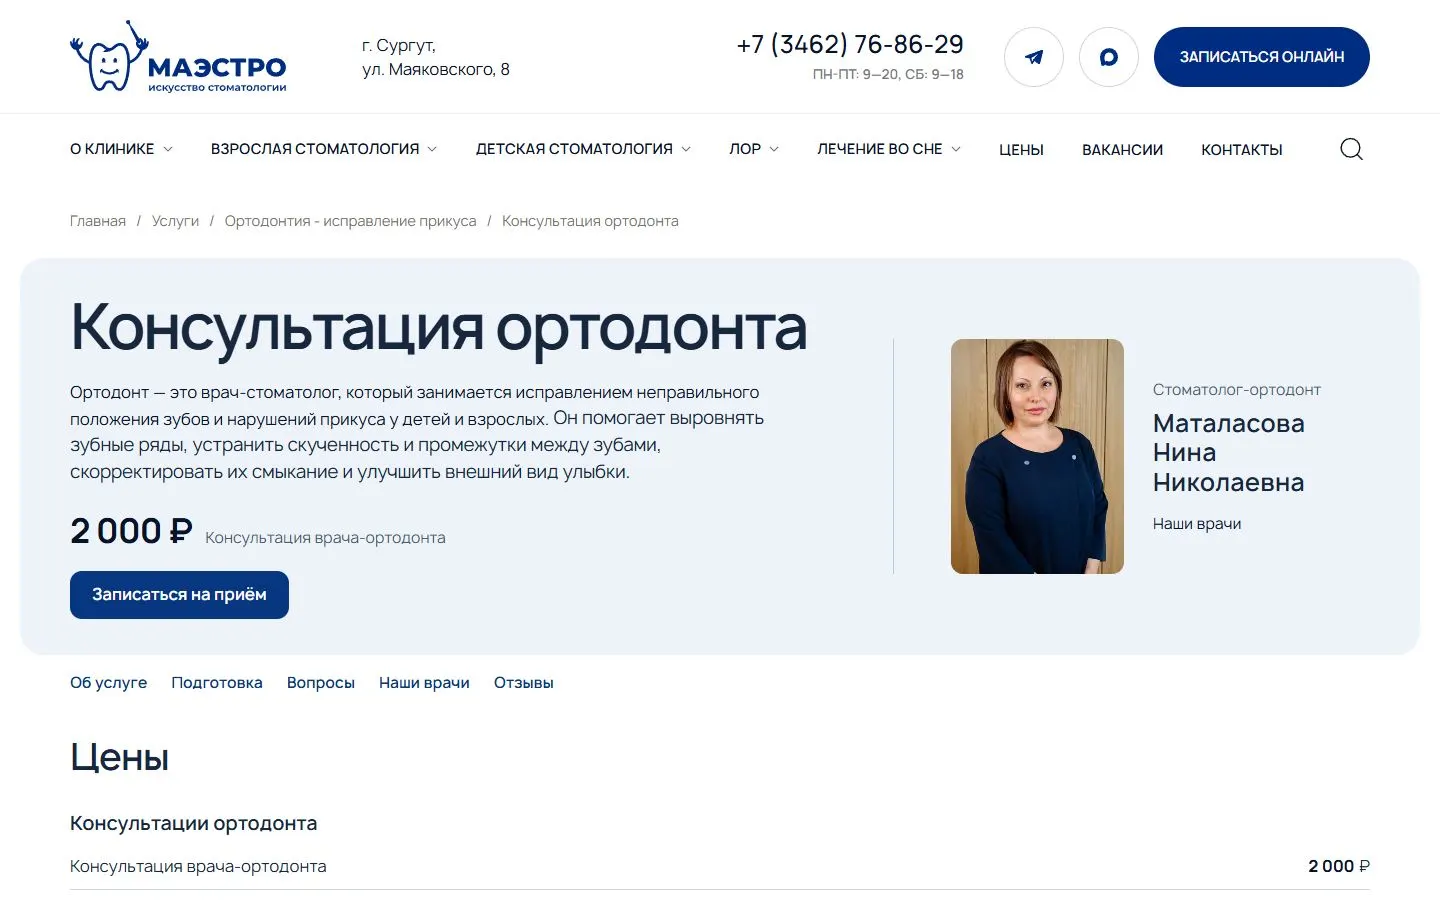 МАЭСТРО
искусство стоматологии
г. Сургут,
ул. Маяковского, 8
+7 (3462) 76-86-29
ПН-ПТ: 9—20, СБ: 9—18
ЗАПИСАТЬСЯ ОНЛАЙН
О КЛИНИКЕ ВЗРОСЛАЯ СТОМАТОЛОГИЯ ДЕТСКАЯ СТОМАТОЛОГИЯ ЛОР ЛЕЧЕНИЕ ВО СНЕ ЦЕНЫ ВАКАНСИИ КОНТАКТЫ
Главная / Услуги / Ортодонтия - исправление прикуса / Консультация ортодонта
Консультация ортодонта
Ортодонт — это врач-стоматолог, который занимается исправлением неправильного
положения зубов и нарушений прикуса у детей и взрослых. Он помогает выровнять
зубные ряды, устранить скученность и промежутки между зубами,
скорректировать их смыкание и улучшить внешний вид улыбки.
2 000 ₽ Консультация врача-ортодонта
Записаться на приём
Стоматолог-ортодонт
Маталасова
Нина
Николаевна
Наши врачи
Об услуге Подготовка Вопросы Наши врачи Отзывы
Цены
Консультации ортодонта
Консультация врача-ортодонта 2 000 ₽